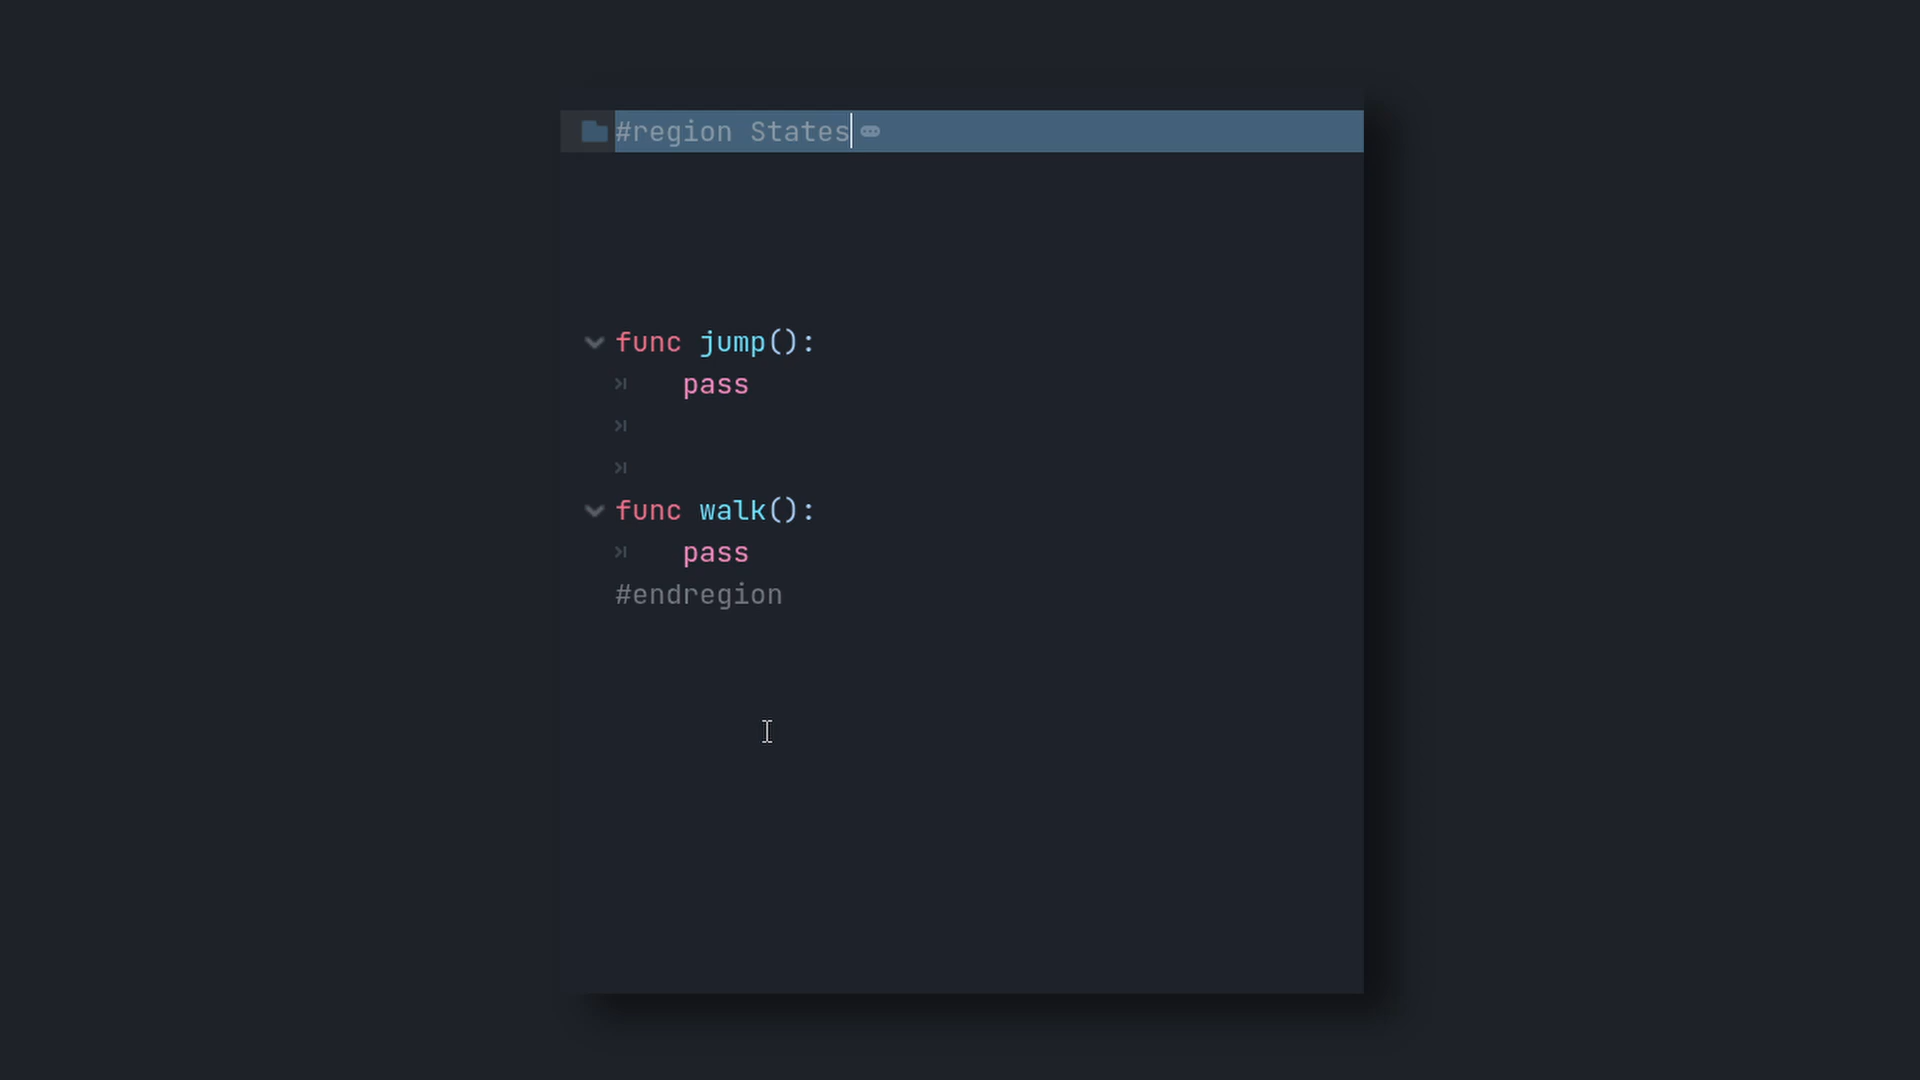 #region States
func jump():
pass
func walk():
pass
#endregion